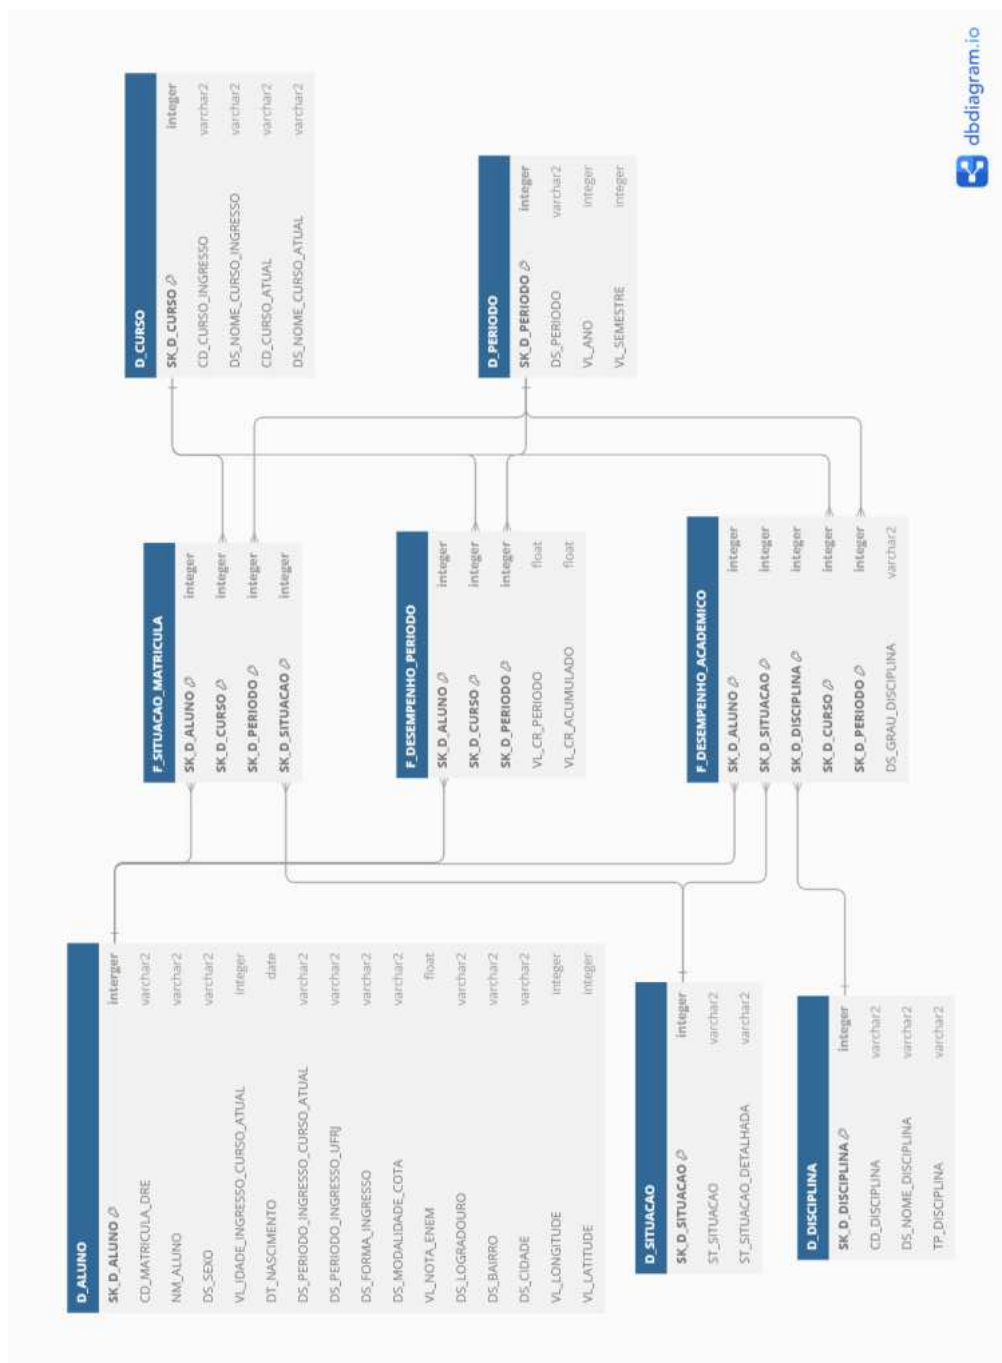 D_ALUNO
SK_D_ALUNO interger
CD_MATRICULA_DRE varchar2
NM_ALUNO varchar2
DS_SEXO varchar2
VL_IDADE_INGRESSO_CURSO_ATUAL integer
DT_NASCIMENTO date
DS_PERIODO_INGRESSO_CURSO_ATUAL varchar2
DS_PERIODO_INGRESSO_UFRJ varchar2
DS_FORMA_INGRESSO varchar2
DS_MODALIDADE_COTA varchar2
VL_NOTA_ENEM float
DS_LOGRADOURO varchar2
DS_BAIRRO varchar2
DS_CIDADE varchar2
VL_LONGITUDE integer
VL_LATITUDE integer
D_SITUACAO
SK_D_SITUACAO integer
ST_SITUACAO varchar2
ST_SITUACAO_DETALHADA varchar2
D_DISCIPLINA
SK_D_DISCIPLINA integer
CD_DISCIPLINA varchar2
DS_NOME_DISCIPLINA varchar2
TP_DISCIPLINA varchar2
F_SITUACAO_MATRICULA
SK_D_ALUNO integer
SK_D_CURSO integer
SK_D_PERIODO integer
SK_D_SITUACAO integer
F_DESEMPENHO_PERIODO
SK_D_ALUNO integer
SK_D_CURSO integer
SK_D_PERIODO integer
VL_CR_PERIODO float
VL_CR_ACUMULADO float
F_DESEMPENHO_ACADEMICO
SK_D_ALUNO integer
SK_D_SITUACAO integer
SK_D_DISCIPLINA integer
SK_D_CURSO integer
SK_D_PERIODO integer
DS_GRAU_DISCIPLINA varchar2
D_CURSO
SK_D_CURSO integer
CD_CURSO_INGRESSO varchar2
DS_NOME_CURSO_INGRESSO varchar2
CD_CURSO_ATUAL varchar2
DS_NOME_CURSO_ATUAL varchar2
D_PERIODO
SK_D_PERIODO integer
DS_PERIODO varchar2
VL_ANO integer
VL_SEMESTRE integer
dbdiagram.io